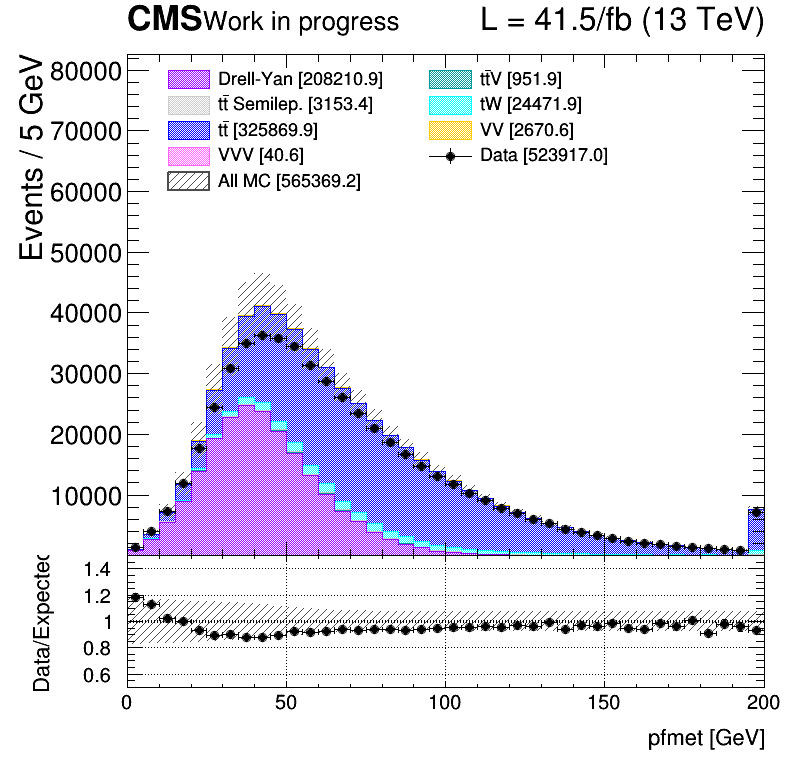 CMS Work in progress L = 41.5/fb (13 TeV)
Events / 5 GeV
80000
70000
60000
50000
40000
30000
20000
10000
Drell-Yan [208210.9]
tt̄ Semilep. [3153.4]
tt̄ [325869.9]
VVV [40.6]
All MC [565369.2]
tt̄V [951.9]
tW [24471.9]
VV [2670.6]
Data [523917.0]
Data/Expected
1.4
1.2
1
0.8
0.6
0 50 100 150 200
pfmet [GeV]